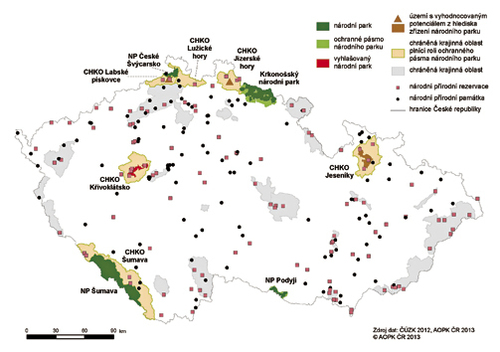 národní park
ochranné pásmo
národního parku
vyhlašovaný
národní park
území s vyhodnocovaným
potenciálem z hlediska
zřízení národního parku
chráněná krajinná oblast
plnící roli ochranného
pásma národního parku
chráněná krajinná oblast
národní přírodní rezervace
národní přírodní památka
hranice České republiky
NP České
Švýcarsko
CHKO
Lužické
hory
CHKO
Jizerské
hory
CHKO Labské
pískovce
Krkonošský
národní park
CHKO
Křivoklátsko
CHKO
Jeseníky
CHKO
Šumava
NP Šumava
NP Podyjí
0 30 60 90
km
Zdroj dat: ČÚZK 2012, AOPK ČR 2013
© AOPK ČR 2013